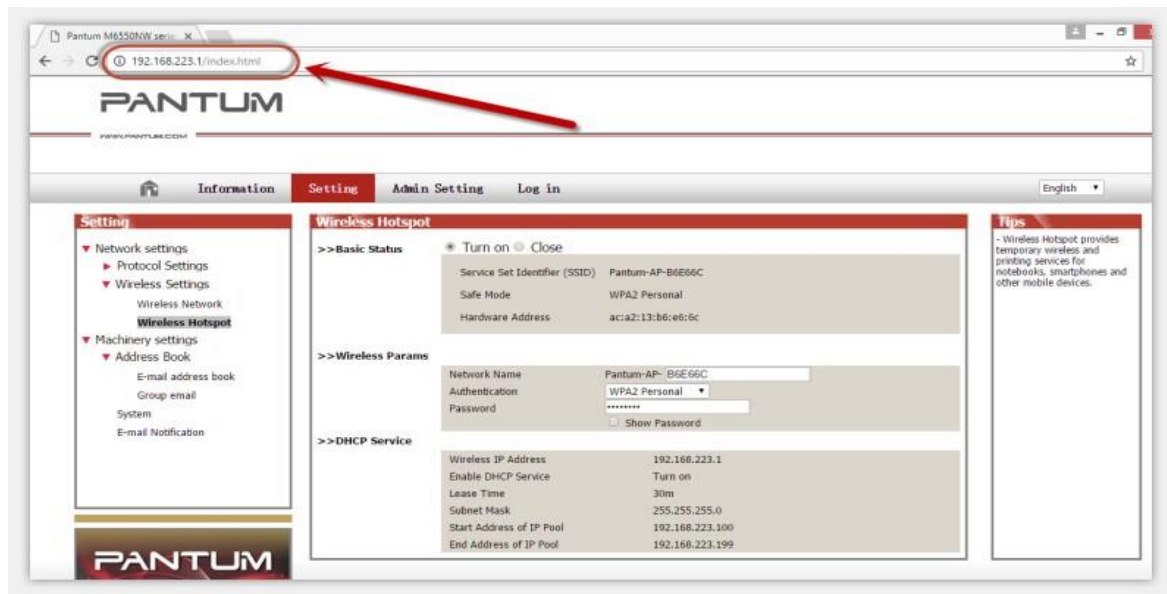 Pantum M6550NW serie
192.168.223.1/index.html
PANTUM
WWW.PANTUM.COM
Information Setting Admin Setting Log in English
Setting
Network settings
Protocol Settings
Wireless Settings
Wireless Network
Wireless Hotspot
Machinery settings
Address Book
E-mail address book
Group email
System
E-mail Notification
PANTUM
Wireless Hotspot
>>Basic Status Turn on Close
Service Set Identifier (SSID) Pantum-AP-B6E66C
Safe Mode WPA2 Personal
Hardware Address ac:a2:13:b6:e6:6c
>>Wireless Params
Network Name Pantum-AP- B6E66C
Authentication WPA2 Personal
Password ••••••••
Show Password
>>DHCP Service
Wireless IP Address 192.168.223.1
Enable DHCP Service Turn on
Lease Time 30m
Subnet Mask 255.255.255.0
Start Address of IP Pool 192.168.223.100
End Address of IP Pool 192.168.223.199
Tips
- Wireless Hotspot provides
temporary wireless and
printing services for
notebooks, smartphones and
other mobile devices.